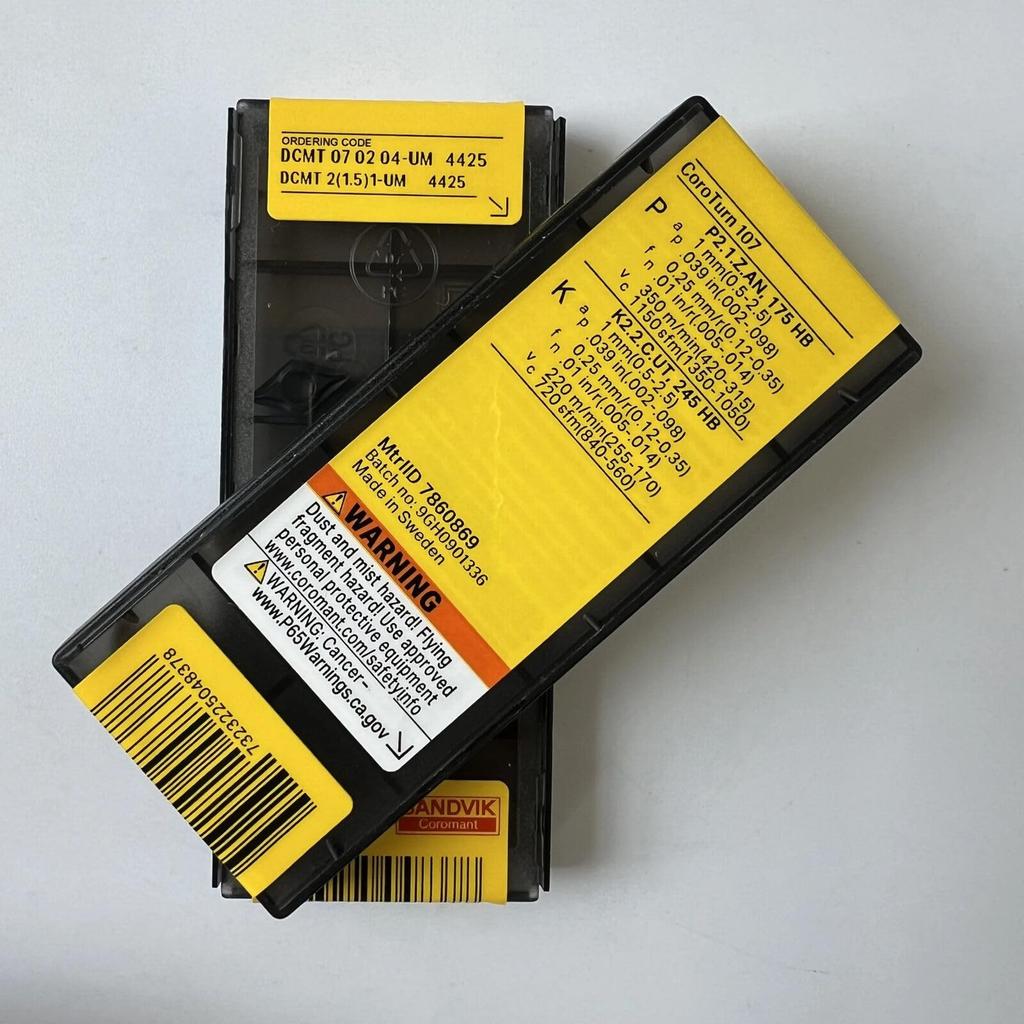 ORDERING CODE
DCMT 07 02 04-UM 4425
DCMT 2(1.5)1-UM 4425
CoroTurn 107
P P2.1.Z.AN. 175 HB
ap 1 mm(0.5-2.5)
.039 in(.002-.098)
fn 0.25 mm/r(0.12-0.35)
.01 in/r(.005-.014)
vc 350 m/min(420-315)
1150 sfm(1350-1050)
K K2.2.C.UT 245 HB
ap 1 mm(0.5-2.5)
.039 in(.002-.098)
fn 0.25 mm/r(0.12-0.35)
.01 in/r(.005-.014)
vc 220 m/min(255-170)
720 sfm(840-560)
MtrlID 7860869
Batch no: 9GH0901336
Made in Sweden
WARNING
Dust and mist hazard! Flying
fragment hazard! Use approved
personal protective equipment
www.coromant.com/safetyinfo
WARNING: Cancer-
www.P65Warnings.ca.gov
7323225048378
SANDVIK
Coromant